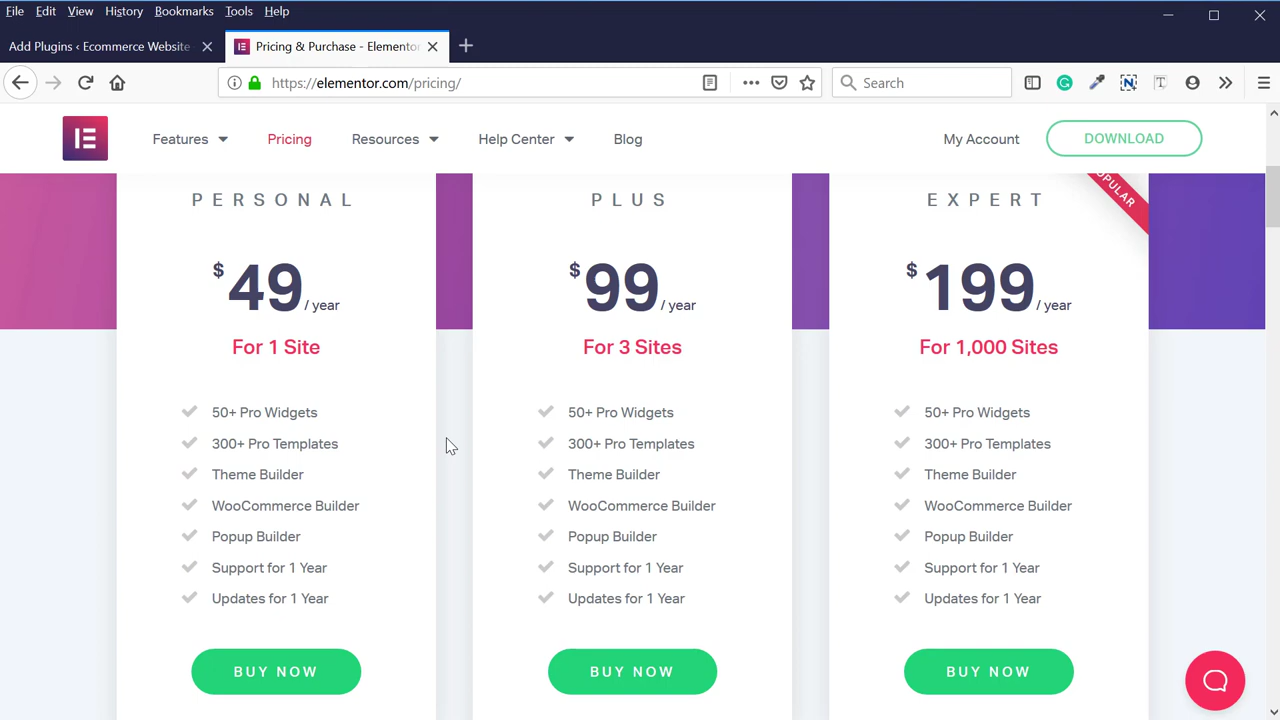 File Edit View History Bookmarks Tools Help
Add Plugins ‹ Ecommerce Website
Pricing & Purchase - Elemento
https://elementor.com/pricing/
Search
Features
Pricing
Resources
Help Center
Blog
My Account
DOWNLOAD
PERSONAL
$49/ year
For 1 Site
50+ Pro Widgets
300+ Pro Templates
Theme Builder
WooCommerce Builder
Popup Builder
Support for 1 Year
Updates for 1 Year
BUY NOW
PLUS
$99/ year
For 3 Sites
50+ Pro Widgets
300+ Pro Templates
Theme Builder
WooCommerce Builder
Popup Builder
Support for 1 Year
Updates for 1 Year
BUY NOW
EXPERT
OPULAR
$199/ year
For 1,000 Sites
50+ Pro Widgets
300+ Pro Templates
Theme Builder
WooCommerce Builder
Popup Builder
Support for 1 Year
Updates for 1 Year
BUY NOW